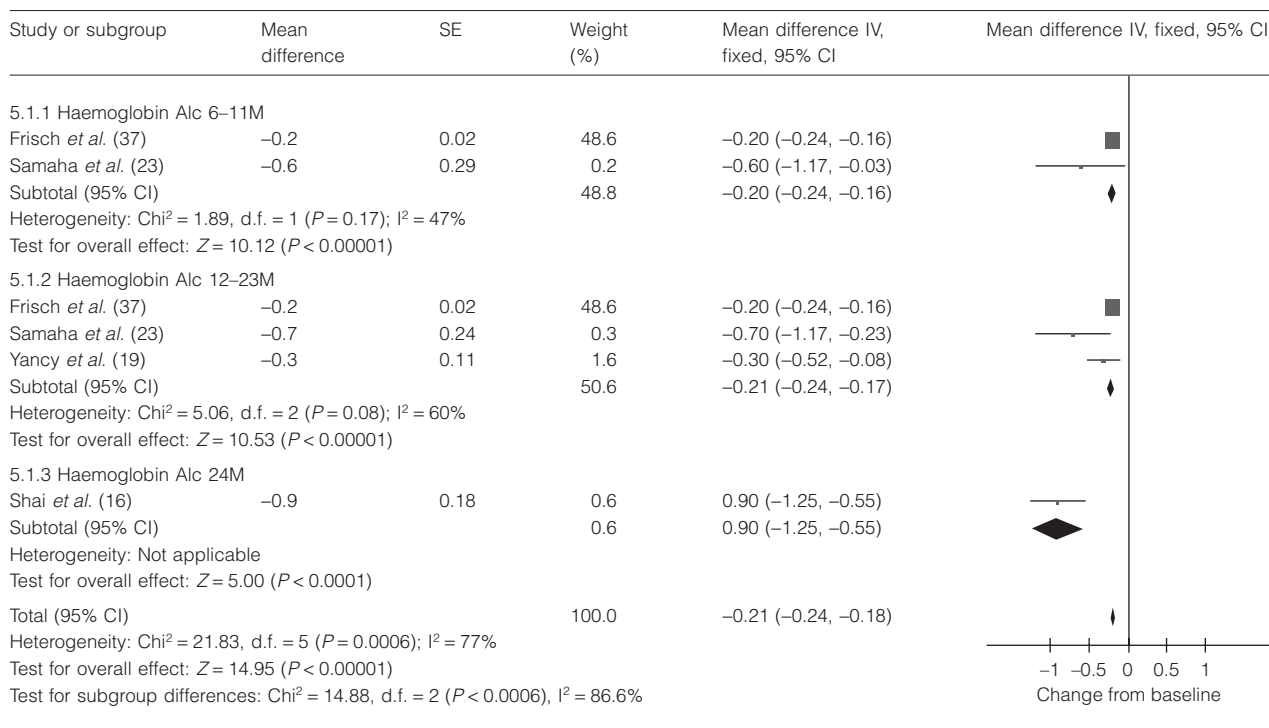 Study or subgroup Mean difference SE Weight (%) Mean difference IV, fixed, 95% CI Mean difference IV, fixed, 95% CI
5.1.1 Haemoglobin Alc 6–11M
Frisch et al. (37) –0.2 0.02 48.6 –0.20 (–0.24, –0.16)
Samaha et al. (23) –0.6 0.29 0.2 –0.60 (–1.17, –0.03)
Subtotal (95% CI) 48.8 –0.20 (–0.24, –0.16)
Heterogeneity: Chi² = 1.89, d.f. = 1 (P = 0.17); I² = 47%
Test for overall effect: Z = 10.12 (P < 0.00001)
5.1.2 Haemoglobin Alc 12–23M
Frisch et al. (37) –0.2 0.02 48.6 –0.20 (–0.24, –0.16)
Samaha et al. (23) –0.7 0.24 0.3 –0.70 (–1.17, –0.23)
Yancy et al. (19) –0.3 0.11 1.6 –0.30 (–0.52, –0.08)
Subtotal (95% CI) 50.6 –0.21 (–0.24, –0.17)
Heterogeneity: Chi² = 5.06, d.f. = 2 (P = 0.08); I² = 60%
Test for overall effect: Z = 10.53 (P < 0.00001)
5.1.3 Haemoglobin Alc 24M
Shai et al. (16) –0.9 0.18 0.6 0.90 (–1.25, –0.55)
Subtotal (95% CI) 0.6 0.90 (–1.25, –0.55)
Heterogeneity: Not applicable
Test for overall effect: Z = 5.00 (P < 0.0001)
Total (95% CI) 100.0 –0.21 (–0.24, –0.18)
Heterogeneity: Chi² = 21.83, d.f. = 5 (P = 0.0006); I² = 77%
Test for overall effect: Z = 14.95 (P < 0.00001)
–1 –0.5 0 0.5 1
Test for subgroup differences: Chi² = 14.88, d.f. = 2 (P < 0.0006), I² = 86.6%
Change from baseline